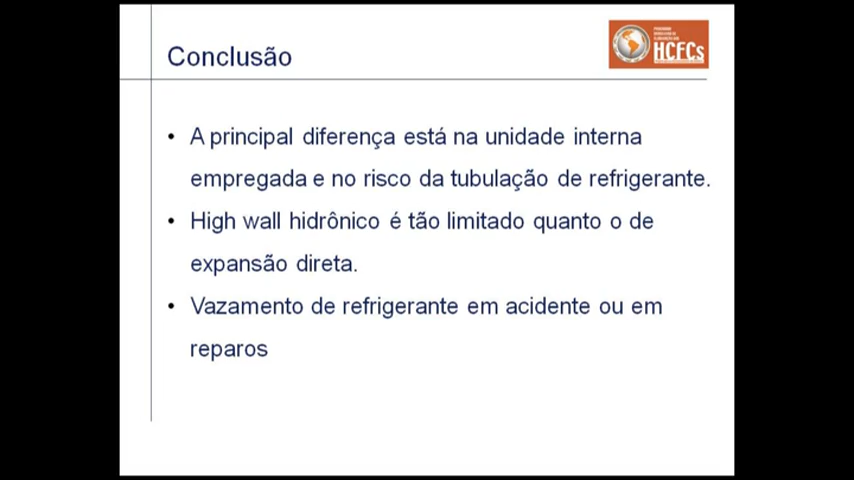 Conclusão
HCFCs
• A principal diferença está na unidade interna
empregada e no risco da tubulação de refrigerante.
• High wall hidrônico é tão limitado quanto o de
expansão direta.
• Vazamento de refrigerante em acidente ou em
reparos